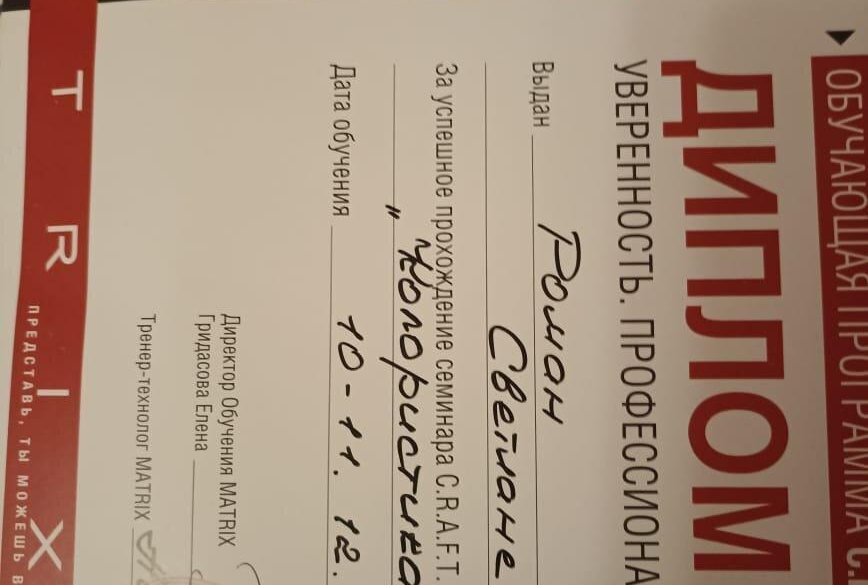 ОБУЧАЮЩАЯ ПРОГРАММА C.
ДИПЛОМ
УВЕРЕННОСТЬ. ПРОФЕССИОНА
Выдан Роман
Светлане
За успешное прохождение семинара C.R.A.F.T.
„Колористика
Дата обучения 10-11.12.
Директор Обучения MATRIX
Гридасова Елена
Тренер-технолог MATRIX
T R I X
ПРЕДСТАВЬ, ТЫ МОЖЕШЬ В